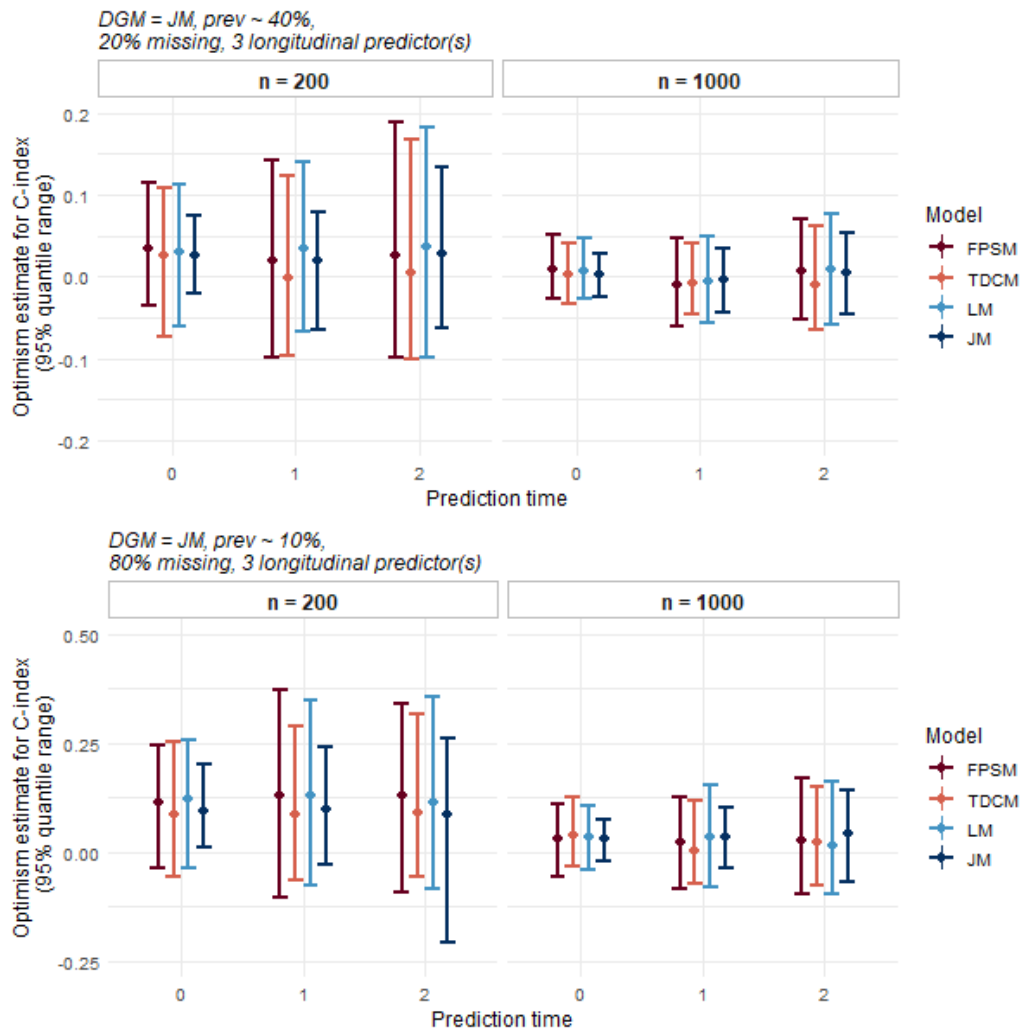 DGM = JM, prev ~ 40%,
20% missing, 3 longitudinal predictor(s)
n = 200
n = 1000
Optimism estimate for C-index
(95% quantile range)
0.2
0.1
0.0
-0.1
-0.2
0 1 2
0 1 2
Prediction time
Model
FPSM
TDCM
LM
JM
DGM = JM, prev ~ 10%,
80% missing, 3 longitudinal predictor(s)
n = 200
n = 1000
Optimism estimate for C-index
(95% quantile range)
0.50
0.25
0.00
-0.25
0 1 2
0 1 2
Prediction time
Model
FPSM
TDCM
LM
JM